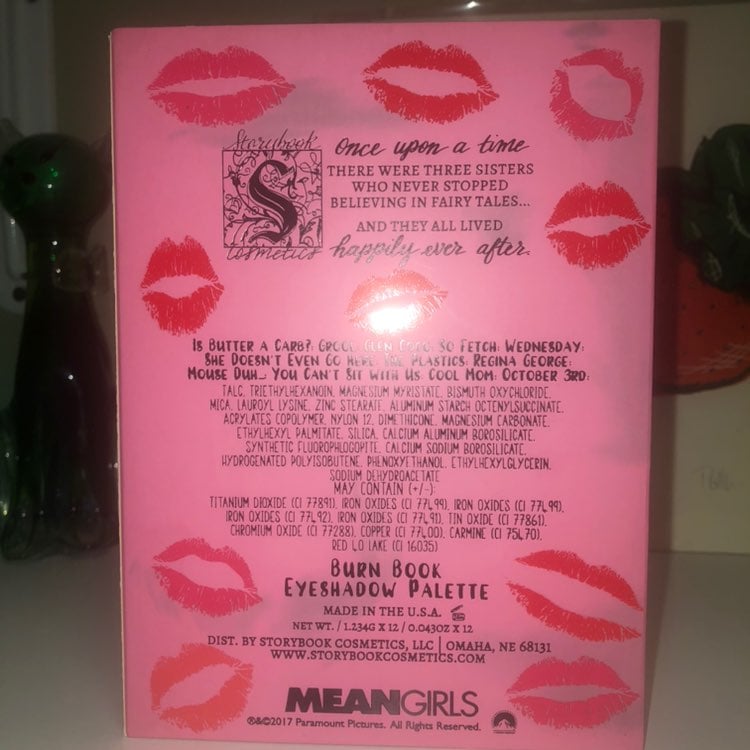 Storybook
S
Cosmetics
Once upon a time
THERE WERE THREE SISTERS
WHO NEVER STOPPED
BELIEVING IN FAIRY TALES...
AND THEY ALL LIVED
happily ever after.
IS BUTTER A CARB? GROOL. GLEN COCO. SO FETCH: WEDNESDAY:
SHE DOESN'T EVEN GO HERE. THE PLASTICS: REGINA GEORGE:
MOUSE DUH... YOU CAN'T SIT WITH US. COOL MOM: OCTOBER 3RD:
TALC, TRIETHYLHEXANOIN, MAGNESIUM MYRISTATE, BISMUTH OXYCHLORIDE,
MICA, LAUROYL LYSINE, ZINC STEARATE, ALUMINUM STARCH OCTENYLSUCCINATE,
ACRYLATES COPOLYMER, NYLON 12, DIMETHICONE, MAGNESIUM CARBONATE,
ETHYLHEXYL PALMITATE, SILICA, CALCIUM ALUMINUM BOROSILICATE,
SYNTHETIC FLUORPHLOGOPITE, CALCIUM SODIUM BOROSILICATE,
HYDROGENATED POLYISOBUTENE, PHENOXYETHANOL, ETHYLHEXYLGLYCERIN,
SODIUM DEHYDROACETATE
MAY CONTAIN (+/-):
TITANIUM DIOXIDE (CI 77891), IRON OXIDES (CI 77499), IRON OXIDES (CI 77499),
IRON OXIDES (CI 77492), IRON OXIDES (CI 77491), TIN OXIDE (CI 77861),
CHROMIUM OXIDE (CI 77288), COPPER (CI 77400), CARMINE (CI 75470),
RED 40 LAKE (CI 16035)
BURN BOOK
EYESHADOW PALETTE
MADE IN THE U.S.A.
NET WT. / 1.234G X 12 / 0.043OZ X 12
DIST. BY STORYBOOK COSMETICS, LLC | OMAHA, NE 68131
WWW.STORYBOOKCOSMETICS.COM
MEAN GIRLS
®&©2017 Paramount Pictures. All Rights Reserved.